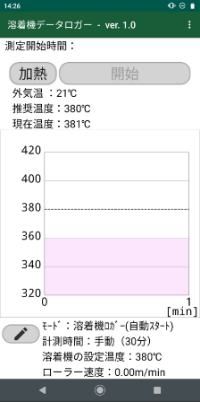 14:26
溶着機データロガー - ver. 1.0
測定開始時間：
加熱 開始
外気温 ：21℃
推奨温度：380℃
現在温度：381℃
420
400
380
360
340
320
0 1
[min]
ﾓｰﾄﾞ：溶着機ﾛｶﾞｰ(自動ｽﾀｰﾄ)
計測時間：手動（30分）
溶着機の設定温度：380℃
ローラー速度：0.00m/min